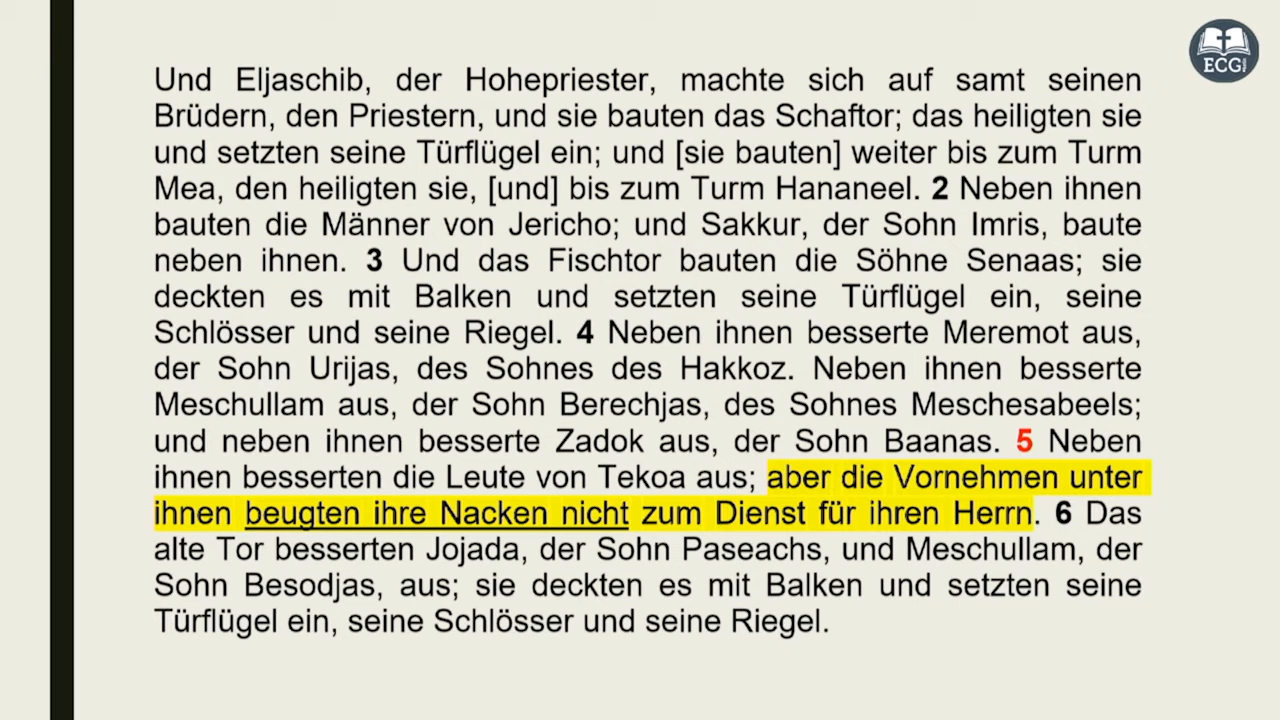 ECG
Und Eljaschib, der Hohepriester, machte sich auf samt seinen
Brüdern, den Priestern, und sie bauten das Schaftor; das heiligten sie
und setzten seine Türflügel ein; und [sie bauten] weiter bis zum Turm
Mea, den heiligten sie, [und] bis zum Turm Hananeel. 2 Neben ihnen
bauten die Männer von Jericho; und Sakkur, der Sohn Imris, baute
neben ihnen. 3 Und das Fischtor bauten die Söhne Senaas; sie
deckten es mit Balken und setzten seine Türflügel ein, seine
Schlösser und seine Riegel. 4 Neben ihnen besserte Meremot aus,
der Sohn Urijas, des Sohnes des Hakkoz. Neben ihnen besserte
Meschullam aus, der Sohn Berechjas, des Sohnes Meschesabeels;
und neben ihnen besserte Zadok aus, der Sohn Baanas. 5 Neben
ihnen besserten die Leute von Tekoa aus; aber die Vornehmen unter
ihnen beugten ihre Nacken nicht zum Dienst für ihren Herrn. 6 Das
alte Tor besserten Jojada, der Sohn Paseachs, und Meschullam, der
Sohn Besodjas, aus; sie deckten es mit Balken und setzten seine
Türflügel ein, seine Schlösser und seine Riegel.